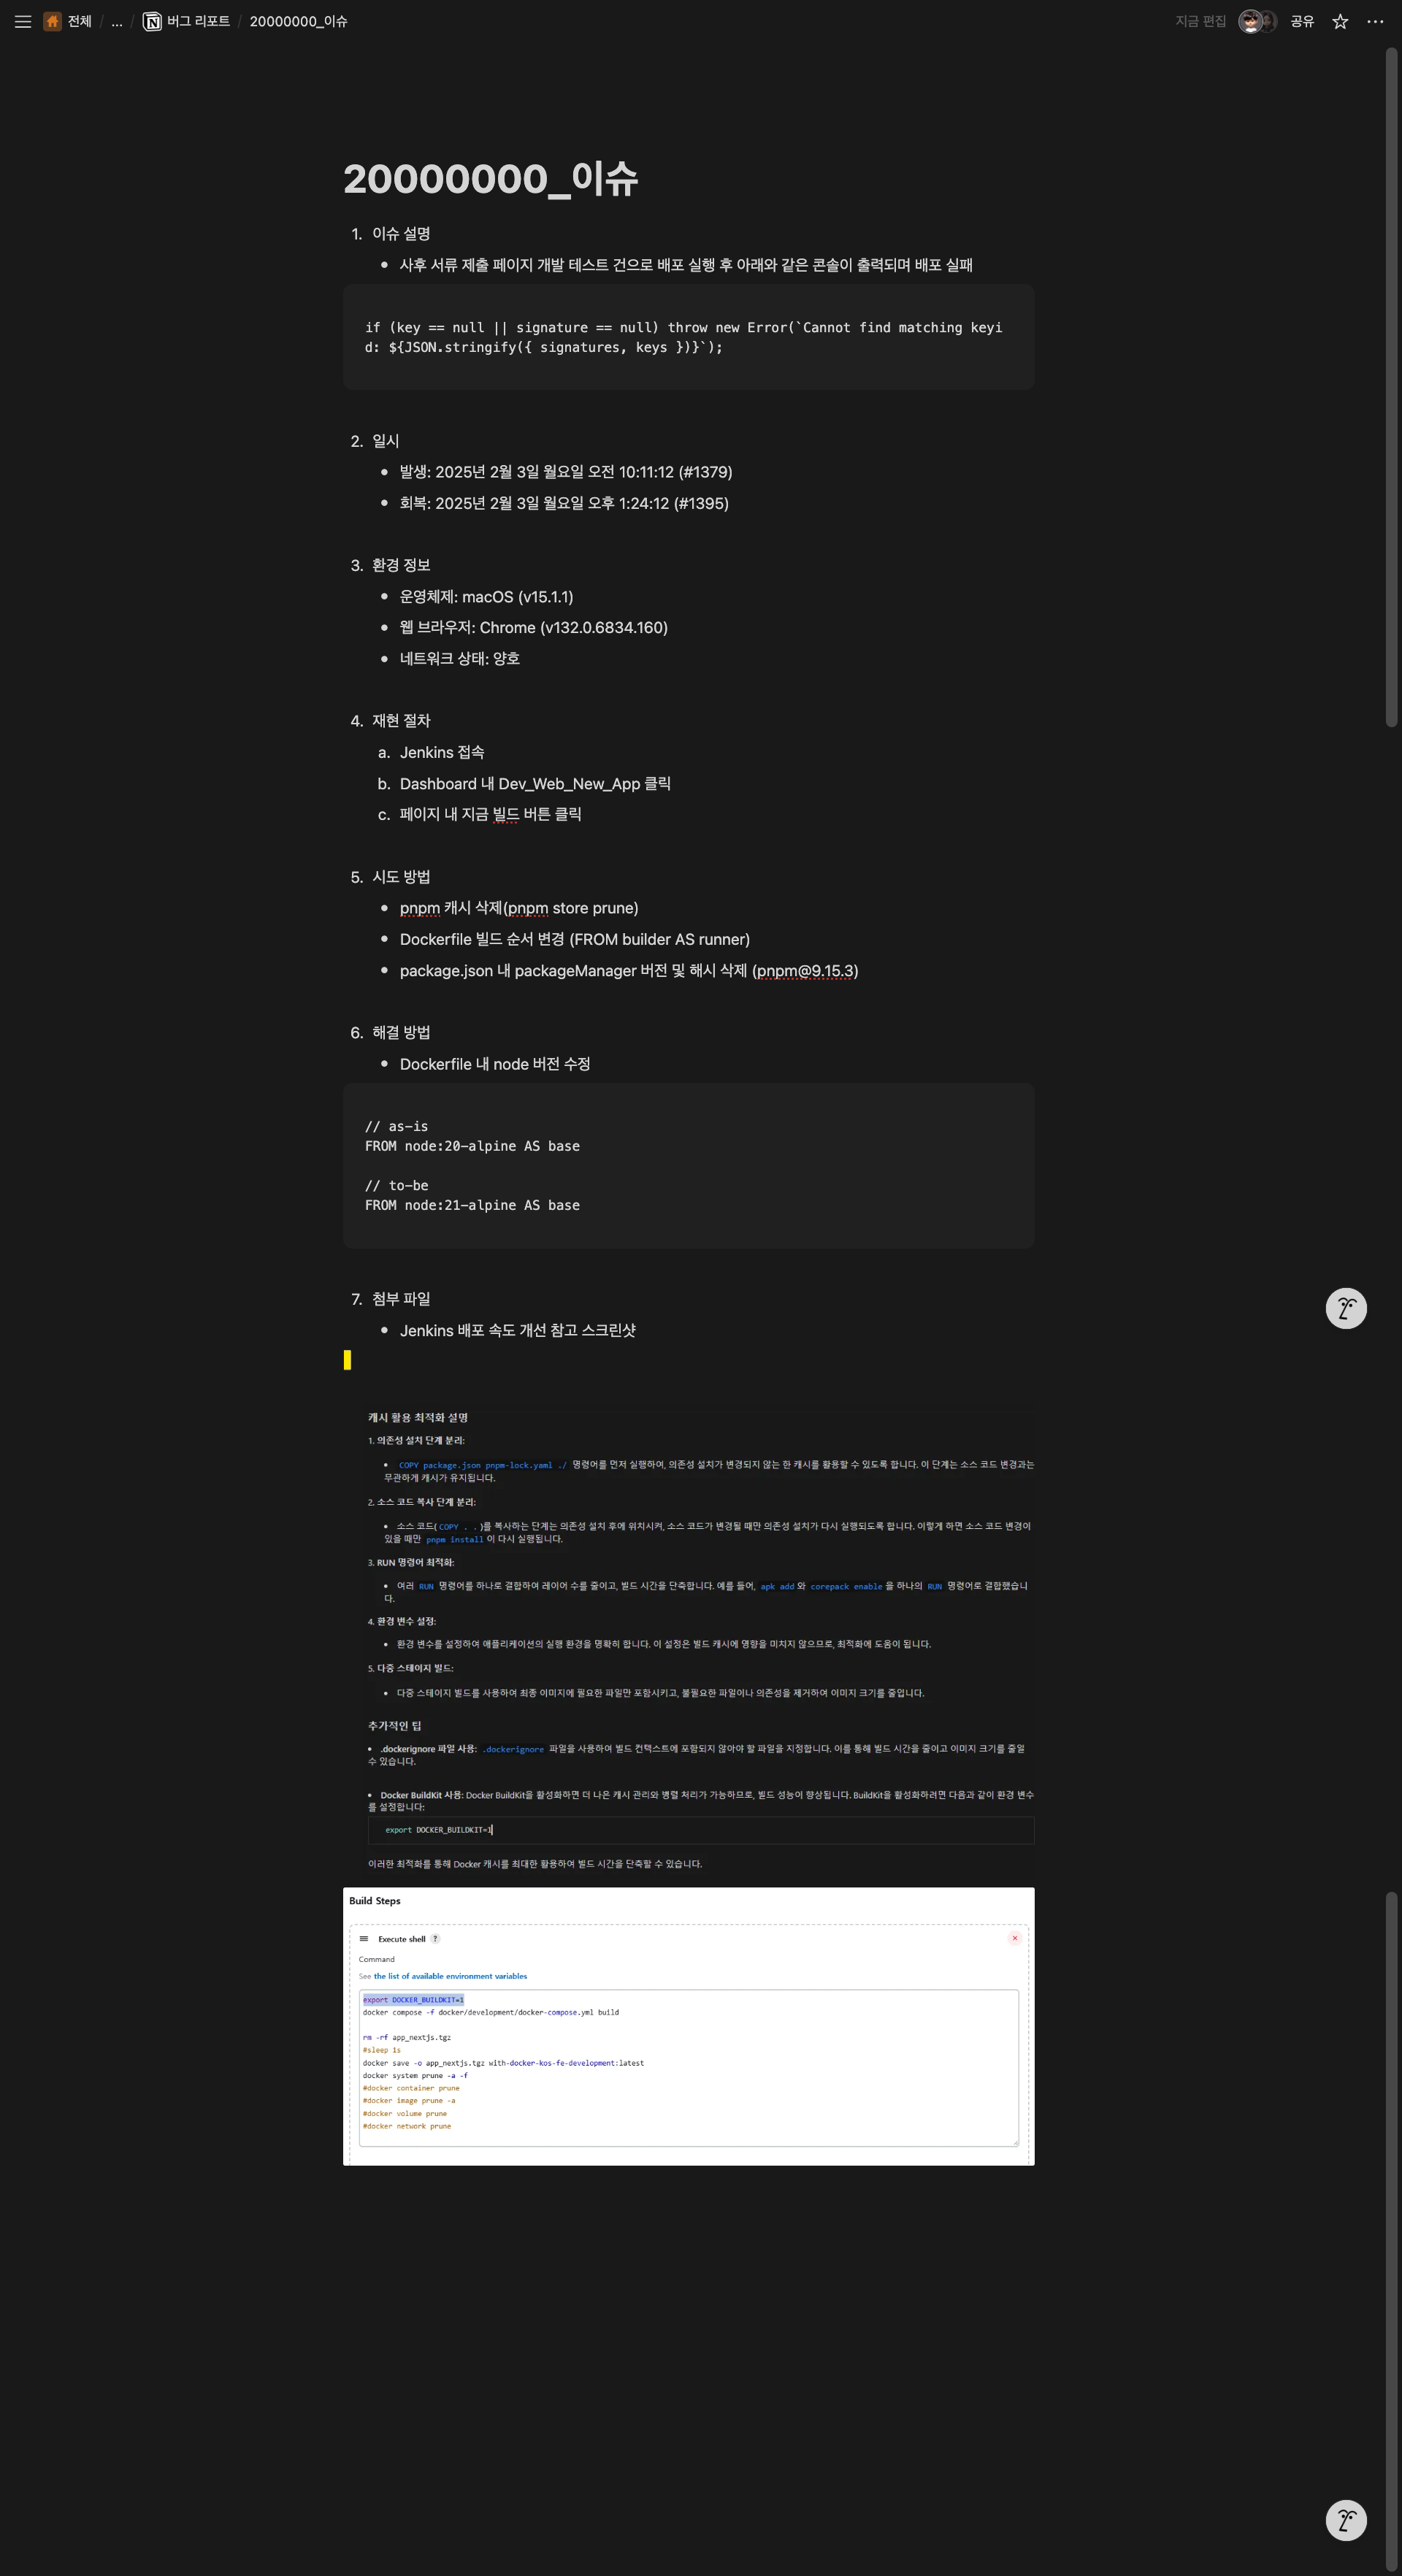 전체 / ... / 버그 리포트 / 20000000_이슈
지금 편집 공유
20000000_이슈
1. 이슈 설명
• 사후 서류 제출 페이지 개발 테스트 건으로 배포 실행 후 아래와 같은 콘솔이 출력되며 배포 실패
if (key == null || signature == null) throw new Error(`Cannot find matching keyi
d: ${JSON.stringify({ signatures, keys })}`);
2. 일시
• 발생: 2025년 2월 3일 월요일 오전 10:11:12 (#1379)
• 회복: 2025년 2월 3일 월요일 오후 1:24:12 (#1395)
3. 환경 정보
• 운영체제: macOS (v15.1.1)
• 웹 브라우저: Chrome (v132.0.6834.160)
• 네트워크 상태: 양호
4. 재현 절차
a. Jenkins 접속
b. Dashboard 내 Dev_Web_New_App 클릭
c. 페이지 내 지금 빌드 버튼 클릭
5. 시도 방법
• pnpm 캐시 삭제(pnpm store prune)
• Dockerfile 빌드 순서 변경 (FROM builder AS runner)
• package.json 내 packageManager 버전 및 해시 삭제 (pnpm@9.15.3)
6. 해결 방법
• Dockerfile 내 node 버전 수정
// as-is
FROM node:20-alpine AS base
// to-be
FROM node:21-alpine AS base
7. 첨부 파일
• Jenkins 배포 속도 개선 참고 스크린샷
캐시 활용 최적화 설명
1. 의존성 설치 단계 분리:
• COPY package.json pnpm-lock.yaml ./ 명령어를 먼저 실행하여, 의존성 설치가 변경되지 않는 한 캐시를 활용할 수 있도록 합니다. 이 단계는 소스 코드 변경과는
무관하게 캐시가 유지됩니다.
2. 소스 코드 복사 단계 분리:
• 소스 코드(COPY . .)를 복사하는 단계는 의존성 설치 후에 위치시켜, 소스 코드가 변경될 때만 의존성 설치가 다시 실행되도록 합니다. 이렇게 하면 소스 코드 변경이
있을 때만 pnpm install 이 다시 실행됩니다.
3. RUN 명령어 최적화:
• 여러 RUN 명령어를 하나로 결합하여 레이어 수를 줄이고, 빌드 시간을 단축합니다. 예를 들어, apk add 와 corepack enable 을 하나의 RUN 명령어로 결합했습니
다.
4. 환경 변수 설정:
• 환경 변수를 설정하여 애플리케이션의 실행 환경을 명확히 합니다. 이 설정은 빌드 캐시에 영향을 미치지 않으므로, 최적화에 도움이 됩니다.
5. 다중 스테이지 빌드:
• 다중 스테이지 빌드를 사용하여 최종 이미지에 필요한 파일만 포함시키고, 불필요한 파일이나 의존성을 제거하여 이미지 크기를 줄입니다.
추가적인 팁
• .dockerignore 파일 사용: .dockerignore 파일을 사용하여 빌드 컨텍스트에 포함되지 않아야 할 파일을 지정합니다. 이를 통해 빌드 시간을 줄이고 이미지 크기를 줄일
수 있습니다.
• Docker BuildKit 사용: Docker BuildKit을 활성화하면 더 나은 캐시 관리와 병렬 처리가 가능하므로, 빌드 성능이 향상됩니다. BuildKit을 활성화하려면 다음과 같이 환경 변수
를 설정합니다:
export DOCKER_BUILDKIT=1
이러한 최적화를 통해 Docker 캐시를 최대한 활용하여 빌드 시간을 단축할 수 있습니다.
Build Steps
Execute shell ?
Command
See the list of available environment variables
export DOCKER_BUILDKIT=1
docker compose -f docker/development/docker-compose.yml build
rm -rf app_nextjs.tgz
#sleep 1s
docker save -o app_nextjs.tgz with-docker-kos-fe-development:latest
docker system prune -a -f
#docker container prune
#docker image prune -a
#docker volume prune
#docker network prune